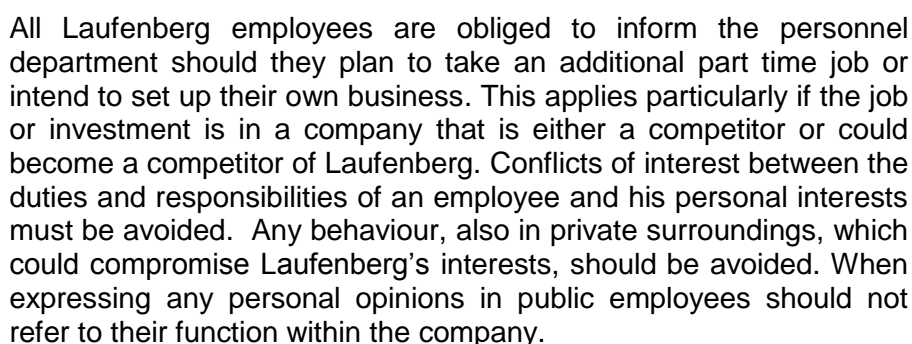 All Laufenberg employees are obliged to inform the personnel
department should they plan to take an additional part time job or
intend to set up their own business. This applies particularly if the job
or investment is in a company that is either a competitor or could
become a competitor of Laufenberg. Conflicts of interest between the
duties and responsibilities of an employee and his personal interests
must be avoided.  Any behaviour, also in private surroundings, which
could compromise Laufenberg’s interests, should be avoided. When
expressing any personal opinions in public employees should not
refer to their function within the company.